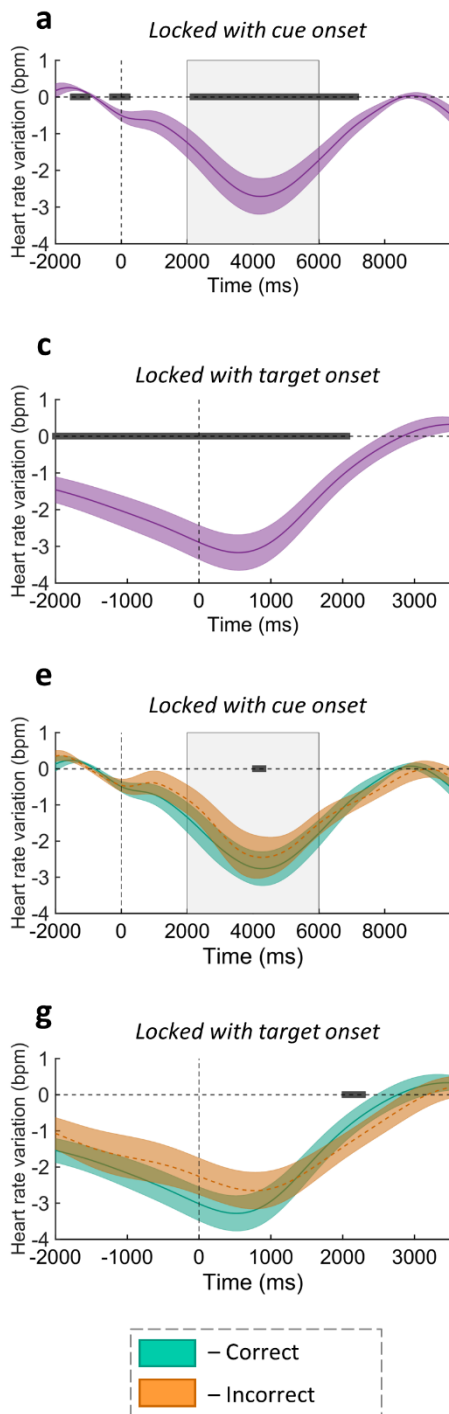 a
Locked with cue onset
Heart rate variation (bpm)
1
0
-1
-2
-3
-4
-2000 0 2000 4000 6000 8000
Time (ms)
c
Locked with target onset
Heart rate variation (bpm)
1
0
-1
-2
-3
-4
-2000 -1000 0 1000 2000 3000
Time (ms)
e
Locked with cue onset
Heart rate variation (bpm)
1
0
-1
-2
-3
-4
-2000 0 2000 4000 6000 8000
Time (ms)
g
Locked with target onset
Heart rate variation (bpm)
1
0
-1
-2
-3
-4
-2000 -1000 0 1000 2000 3000
Time (ms)
– Correct
– Incorrect